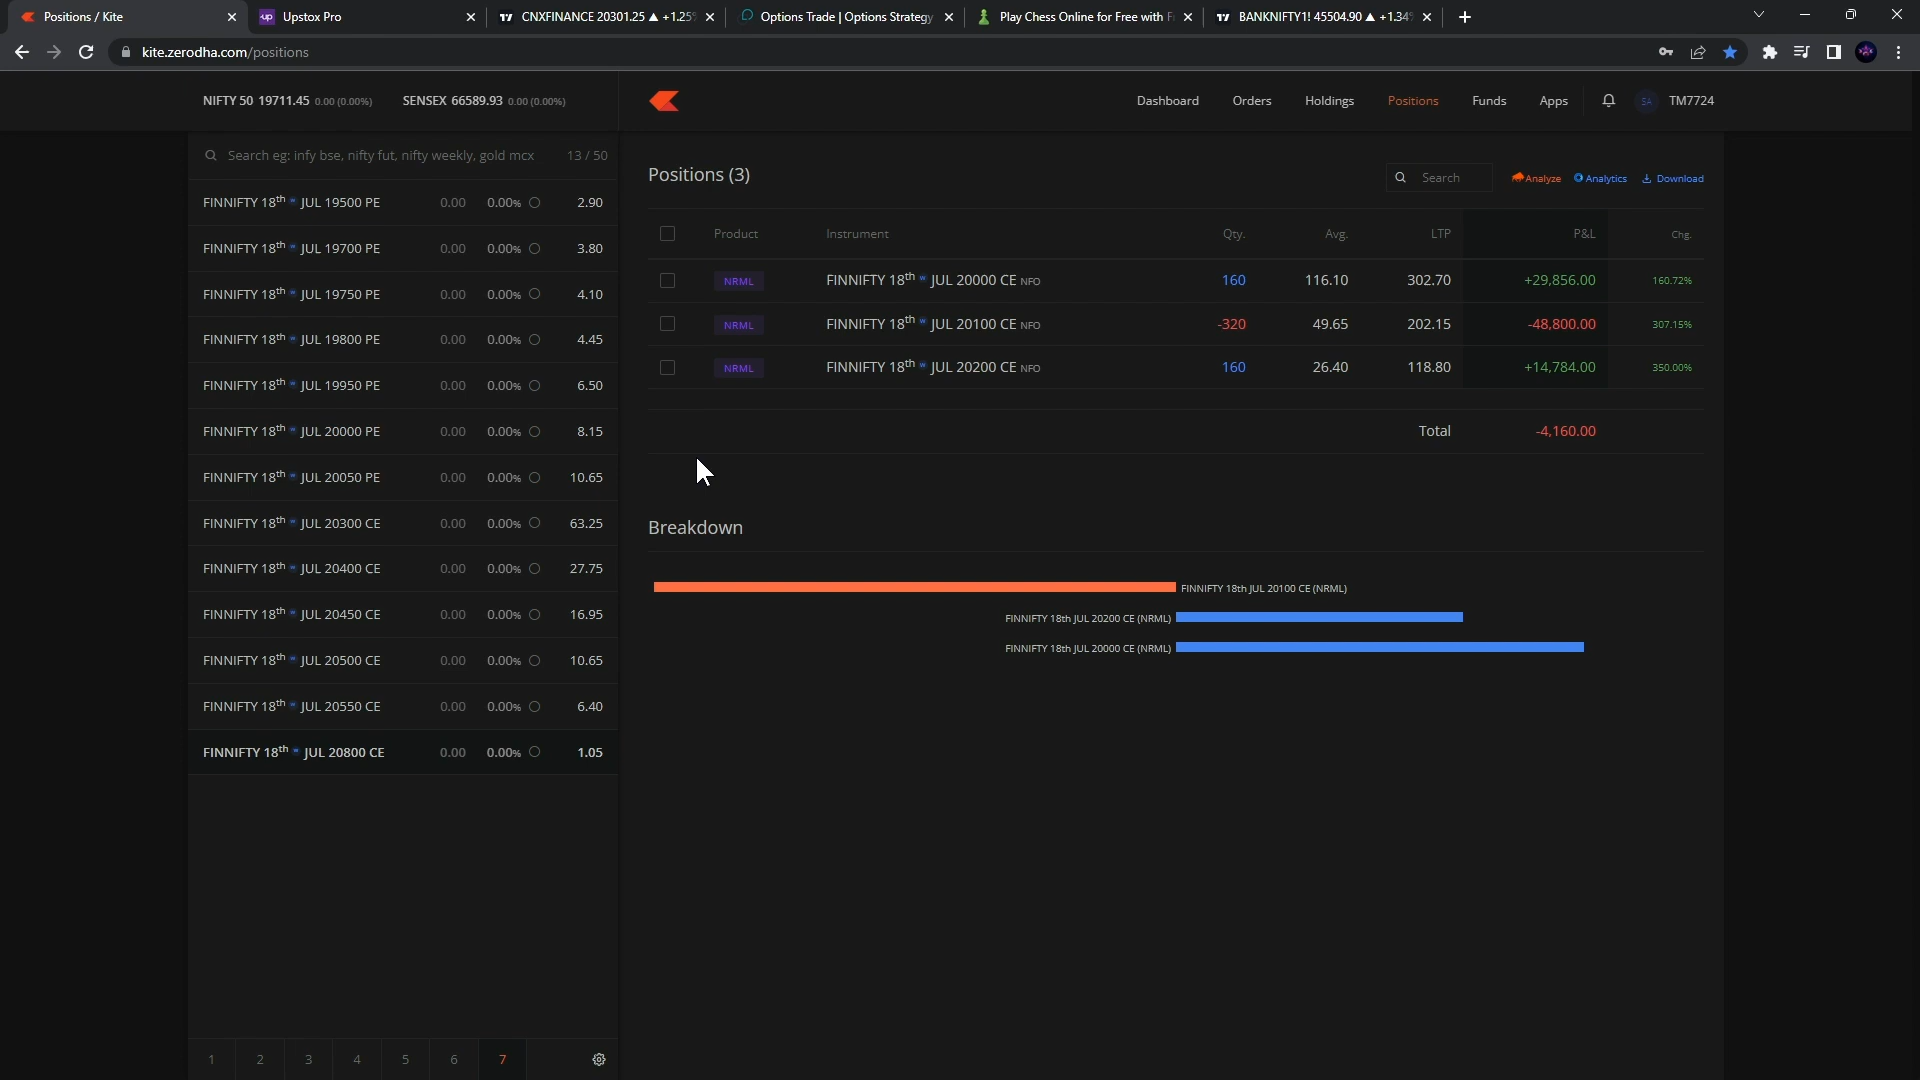 Positions / Kite
Upstox Pro
CNXFINANCE 20301.25 ▲ +1.25%
Options Trade | Options Strategy
Play Chess Online for Free with F
BANKNIFTY1! 45504.90 ▲ +1.34%
kite.zerodha.com/positions
NIFTY 50 19711.45 0.00 (0.00%) SENSEX 66589.93 0.00 (0.00%)
Dashboard Orders Holdings Positions Funds Apps SA TM7724
Search eg: infy bse, nifty fut, nifty weekly, gold mcx 13 / 50
FINNIFTY 18th w JUL 19500 PE 0.00 0.00% 2.90
FINNIFTY 18th w JUL 19700 PE 0.00 0.00% 3.80
FINNIFTY 18th w JUL 19750 PE 0.00 0.00% 4.10
FINNIFTY 18th w JUL 19800 PE 0.00 0.00% 4.45
FINNIFTY 18th w JUL 19950 PE 0.00 0.00% 6.50
FINNIFTY 18th w JUL 20000 PE 0.00 0.00% 8.15
FINNIFTY 18th w JUL 20050 PE 0.00 0.00% 10.65
FINNIFTY 18th w JUL 20300 CE 0.00 0.00% 63.25
FINNIFTY 18th w JUL 20400 CE 0.00 0.00% 27.75
FINNIFTY 18th w JUL 20450 CE 0.00 0.00% 16.95
FINNIFTY 18th w JUL 20500 CE 0.00 0.00% 10.65
FINNIFTY 18th w JUL 20550 CE 0.00 0.00% 6.40
FINNIFTY 18th w JUL 20800 CE 0.00 0.00% 1.05
1 2 3 4 5 6 7
Positions (3)
Search Analyze Analytics Download
Product Instrument Qty. Avg. LTP P&L Chg.
NRML FINNIFTY 18th w JUL 20000 CE NFO 160 116.10 302.70 +29,856.00 160.72%
NRML FINNIFTY 18th w JUL 20100 CE NFO -320 49.65 202.15 -48,800.00 307.15%
NRML FINNIFTY 18th w JUL 20200 CE NFO 160 26.40 118.80 +14,784.00 350.00%
Total -4,160.00
Breakdown
FINNIFTY 18th JUL 20100 CE (NRML)
FINNIFTY 18th JUL 20200 CE (NRML)
FINNIFTY 18th JUL 20000 CE (NRML)